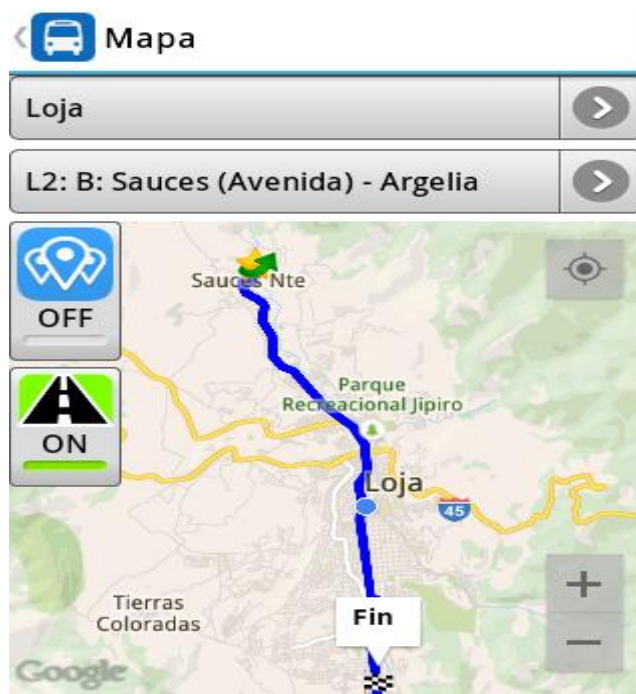 Mapa
Loja
L2: B: Sauces (Avenida) - Argelia
OFF
ON
Sauces Nte
Parque
Recreacional Jipiro
Loja
45
Tierras
Coloradas
Fin
Google